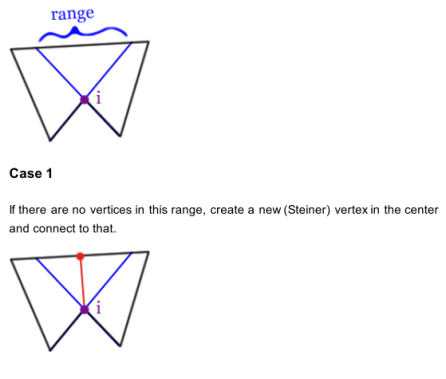 range
i
Case 1
If there are no vertices in this range, create a new (Steiner) vertex in the center
and connect to that.
i